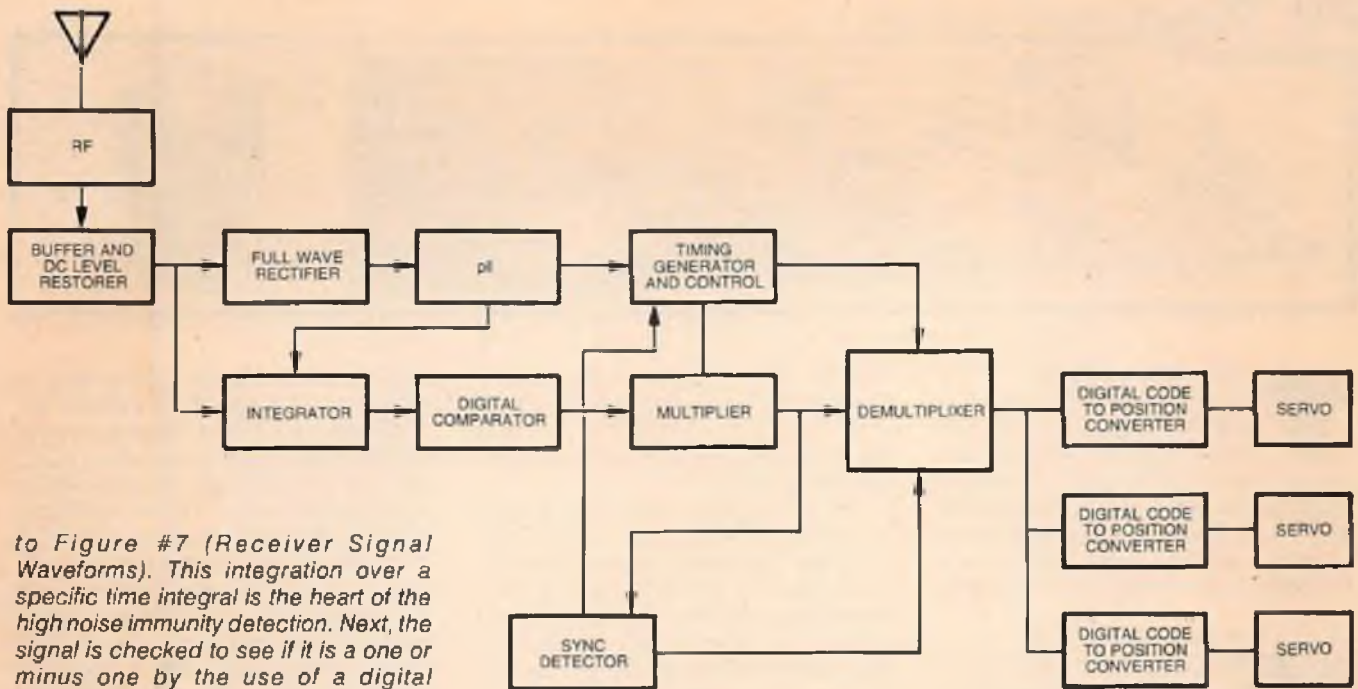 RF
BUFFER AND
DC LEVEL
RESTORER
FULL WAVE
RECTIFIER
pll
TIMING
GENERATOR
AND CONTROL
INTEGRATOR
DIGITAL
COMPARATOR
MULTIPLIER
DEMULTIPLIXER
DIGITAL CODE
TO POSITION
CONVERTER
SERVO
DIGITAL CODE
TO POSITION
CONVERTER
SERVO
DIGITAL CODE
TO POSITION
CONVERTER
SERVO
SYNC
DETECTOR
to Figure #7 (Receiver Signal
Waveforms). This integration over a
specific time integral is the heart of the
high noise immunity detection. Next, the
signal is checked to see if it is a one or
minus one by the use of a digital